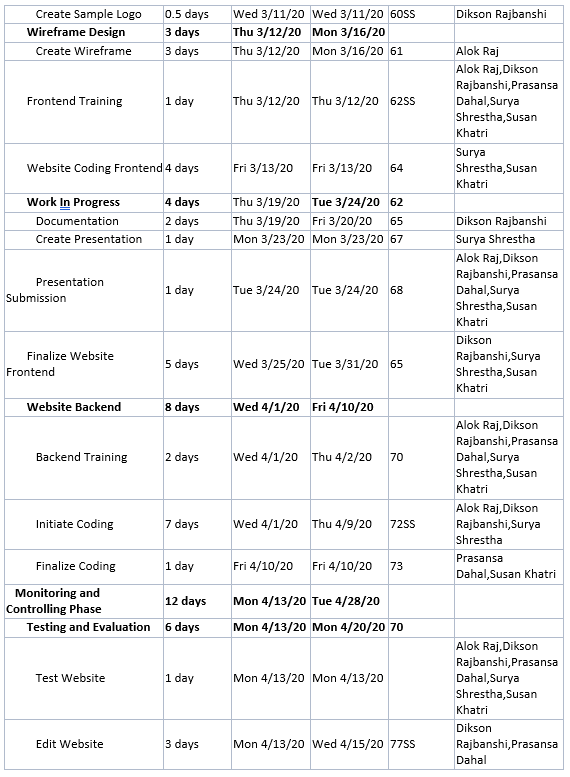 Create Sample Logo 0.5 days Wed 3/11/20 Wed 3/11/20 60SS Dikson Rajbanshi
Wireframe Design 3 days Thu 3/12/20 Mon 3/16/20
Create Wireframe 3 days Thu 3/12/20 Mon 3/16/20 61 Alok Raj
Frontend Training 1 day Thu 3/12/20 Thu 3/12/20 62SS Alok Raj,Dikson
Rajbanshi,Prasansa
Dahal,Surya
Shrestha,Susan
Khatri
Website Coding Frontend 4 days Fri 3/13/20 Fri 3/13/20 64 Surya
Shrestha,Susan
Khatri
Work In Progress 4 days Thu 3/19/20 Tue 3/24/20 62
Documentation 2 days Thu 3/19/20 Fri 3/20/20 65 Dikson Rajbanshi
Create Presentation 1 day Mon 3/23/20 Mon 3/23/20 67 Surya Shrestha
Presentation
Submission 1 day Tue 3/24/20 Tue 3/24/20 68 Alok Raj,Dikson
Rajbanshi,Prasansa
Dahal,Surya
Shrestha,Susan
Khatri
Finalize Website
Frontend 5 days Wed 3/25/20 Tue 3/31/20 65 Dikson
Rajbanshi,Surya
Shrestha,Susan
Khatri
Website Backend 8 days Wed 4/1/20 Fri 4/10/20
Backend Training 2 days Wed 4/1/20 Thu 4/2/20 70 Alok Raj,Dikson
Rajbanshi,Prasansa
Dahal,Surya
Shrestha,Susan
Khatri
Initiate Coding 7 days Wed 4/1/20 Thu 4/9/20 72SS Alok Raj,Dikson
Rajbanshi,Surya
Shrestha
Finalize Coding 1 day Fri 4/10/20 Fri 4/10/20 73 Prasansa
Dahal,Susan Khatri
Monitoring and
Controlling Phase 12 days Mon 4/13/20 Tue 4/28/20
Testing and Evaluation 6 days Mon 4/13/20 Mon 4/20/20 70
Test Website 1 day Mon 4/13/20 Mon 4/13/20 Alok Raj,Dikson
Rajbanshi,Prasansa
Dahal,Surya
Shrestha,Susan
Khatri
Edit Website 3 days Mon 4/13/20 Wed 4/15/20 77SS Dikson
Rajbanshi,Prasansa
Dahal